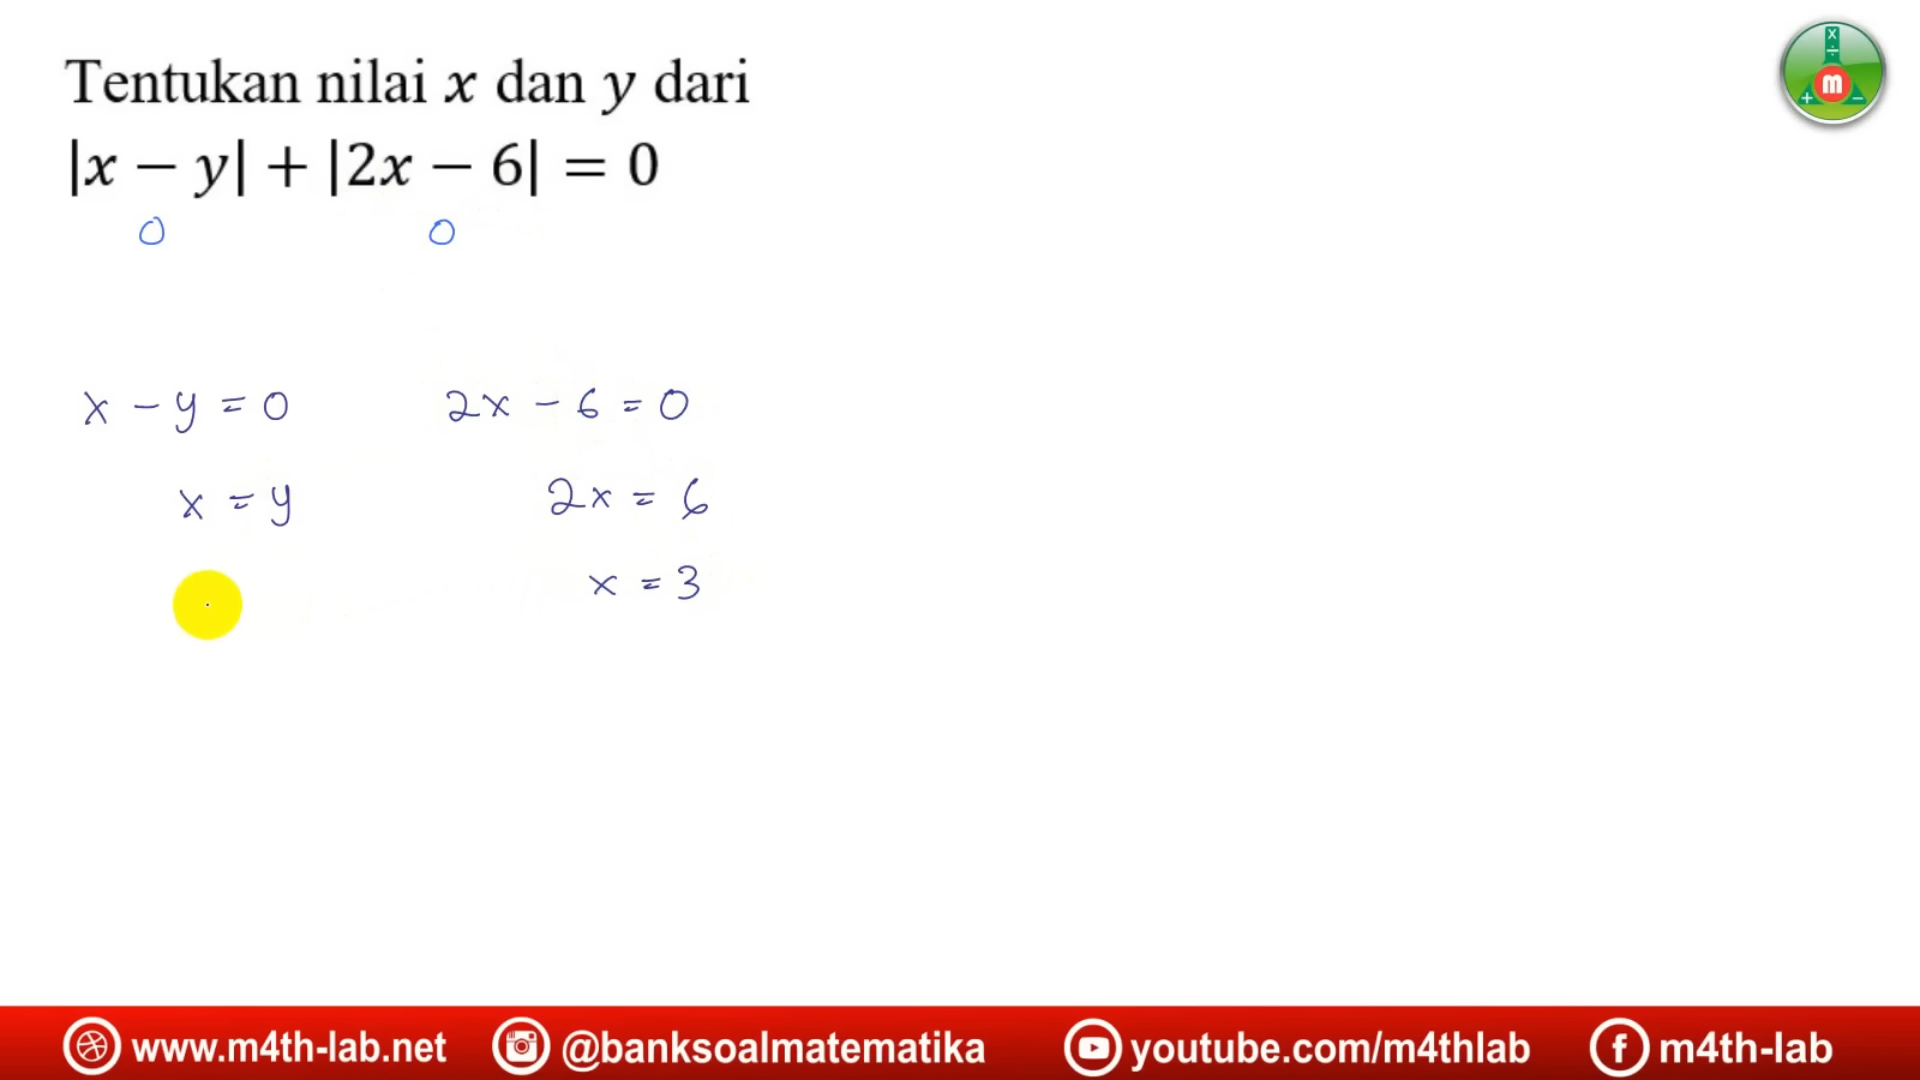 Tentukan nilai x dan y dari
|x − y| + |2x − 6| = 0
0 0
x − y = 0 2x − 6 = 0
x = y 2x = 6
x = 3
x
÷
m
+ −
www.m4th-lab.net @banksoalmatematika youtube.com/m4thlab f m4th-lab